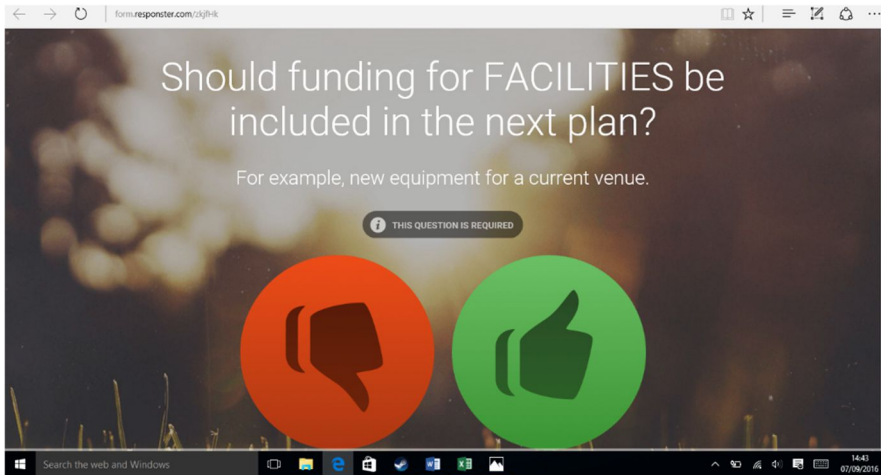 form.responster.com/zkjfHk
Should funding for FACILITIES be
included in the next plan?
For example, new equipment for a current venue.
i THIS QUESTION IS REQUIRED
Search the web and Windows
14:43
07/09/2016